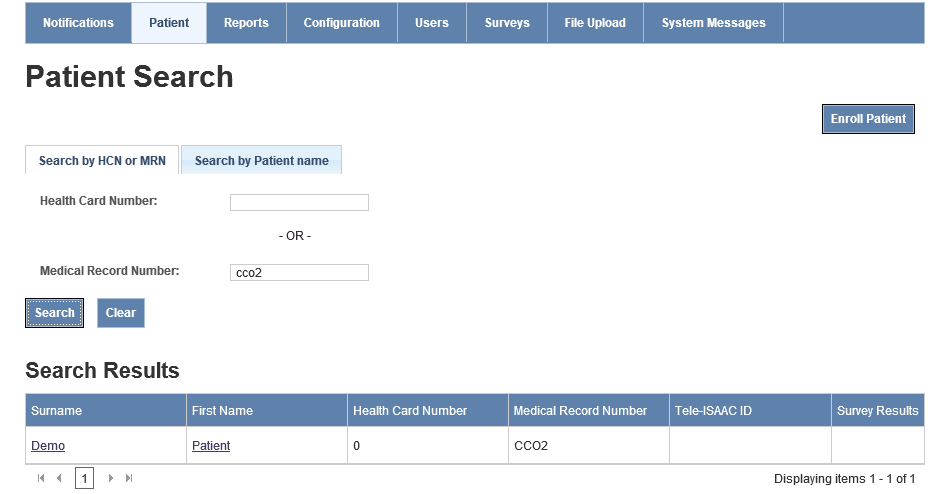 Notifications Patient Reports Configuration Users Surveys File Upload System Messages
Patient Search
Enroll Patient
Search by HCN or MRN Search by Patient name
Health Card Number:
- OR -
Medical Record Number: cco2
Search Clear
Search Results
Surname First Name Health Card Number Medical Record Number Tele-ISAAC ID Survey Results
Demo Patient 0 CCO2
1 Displaying items 1 - 1 of 1